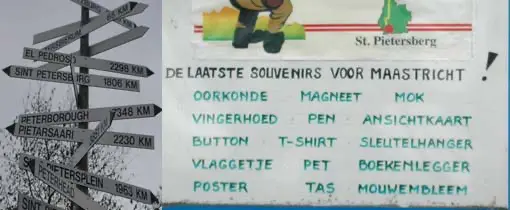 EL PEDROSO 2298 KM
SINT PETERSBURG 1806 KM
PETERBOROUGH 348 KM
PIETARSAARI 2230 KM
PIETERSPLEIN 1963 KM
PETERHEAD
St. Pietersberg
DE LAATSTE SOUVENIRS VOOR MAASTRICHT !
OORKONDE MAGNEET MOK
VINGERHOED PEN ANSICHTKAART
BUTTON T-SHIRT SLEUTELHANGER
VLAGGETJE PET BOEKENLEGGER
POSTER TAS MOUWEMBLEEM